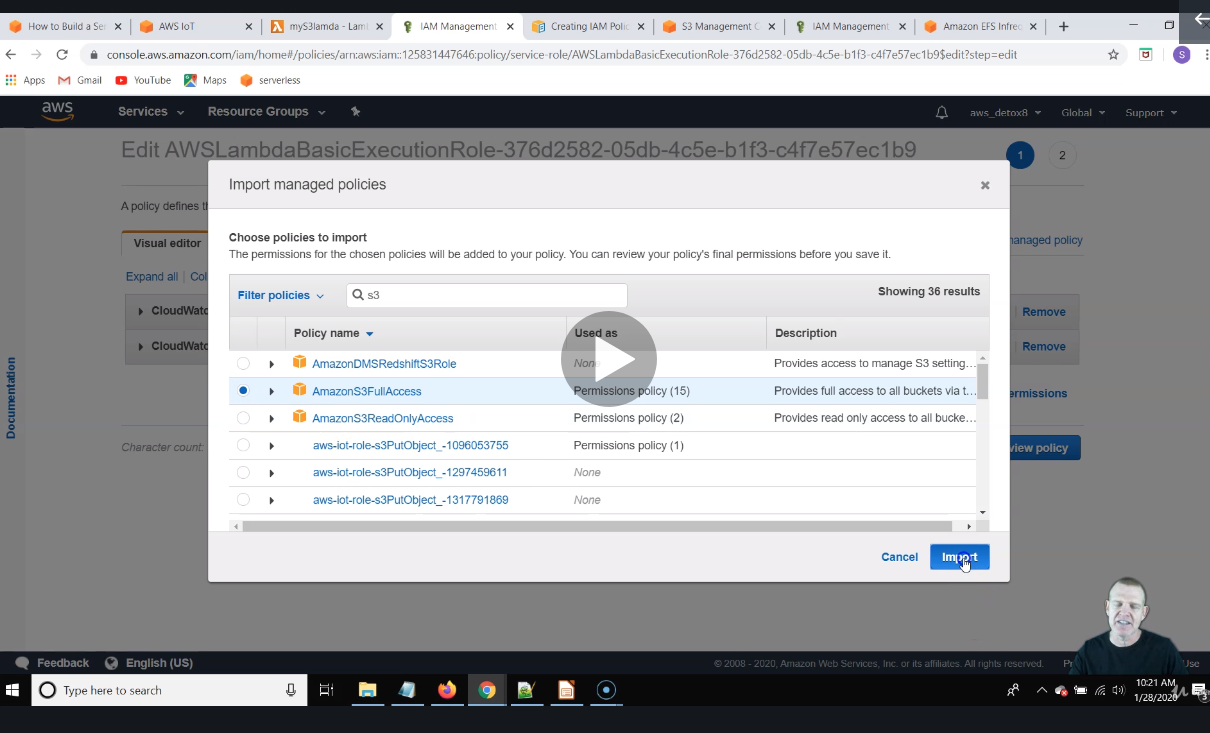 How to Build a Ser
AWS IoT
myS3lamda - Lam
IAM Management
Creating IAM Polic
S3 Management C
IAM Management
Amazon EFS Infrec
console.aws.amazon.com/iam/home#/policies/arn:aws:iam::125831447646:policy/service-role/AWSLambdaBasicExecutionRole-376d2582-05db-4c5e-b1f3-c4f7e57ec1b9$edit?step=edit
S
Apps Gmail YouTube Maps serverless
aws Services Resource Groups aws_detox8 Global Support
Edit AWSLambdaBasicExecutionRole-376d2582-05db-4c5e-b1f3-c4f7e57ec1b9
1 2
Import managed policies
A policy defines th
Visual editor
managed policy
Choose policies to import
The permissions for the chosen policies will be added to your policy. You can review your policy's final permissions before you save it.
Expand all Col
Filter policies s3 Showing 36 results
CloudWatc Remove
Policy name Used as Description
CloudWatc Remove
AmazonDMSRedshiftS3Role None Provides access to manage S3 setting...
AmazonS3FullAccess Permissions policy (15) Provides full access to all buckets via t...
ermissions
AmazonS3ReadOnlyAccess Permissions policy (2) Provides read only access to all bucke...
Documentation
Character count:
view policy
aws-iot-role-s3PutObject_-1096053755 Permissions policy (1)
aws-iot-role-s3PutObject_-1297459611 None
aws-iot-role-s3PutObject_-1317791869 None
Cancel Import
Feedback English (US) © 2008 - 2020, Amazon Web Services, Inc. or its affiliates. All rights reserved. Use
Type here to search
10:21 AM
1/28/2020
3